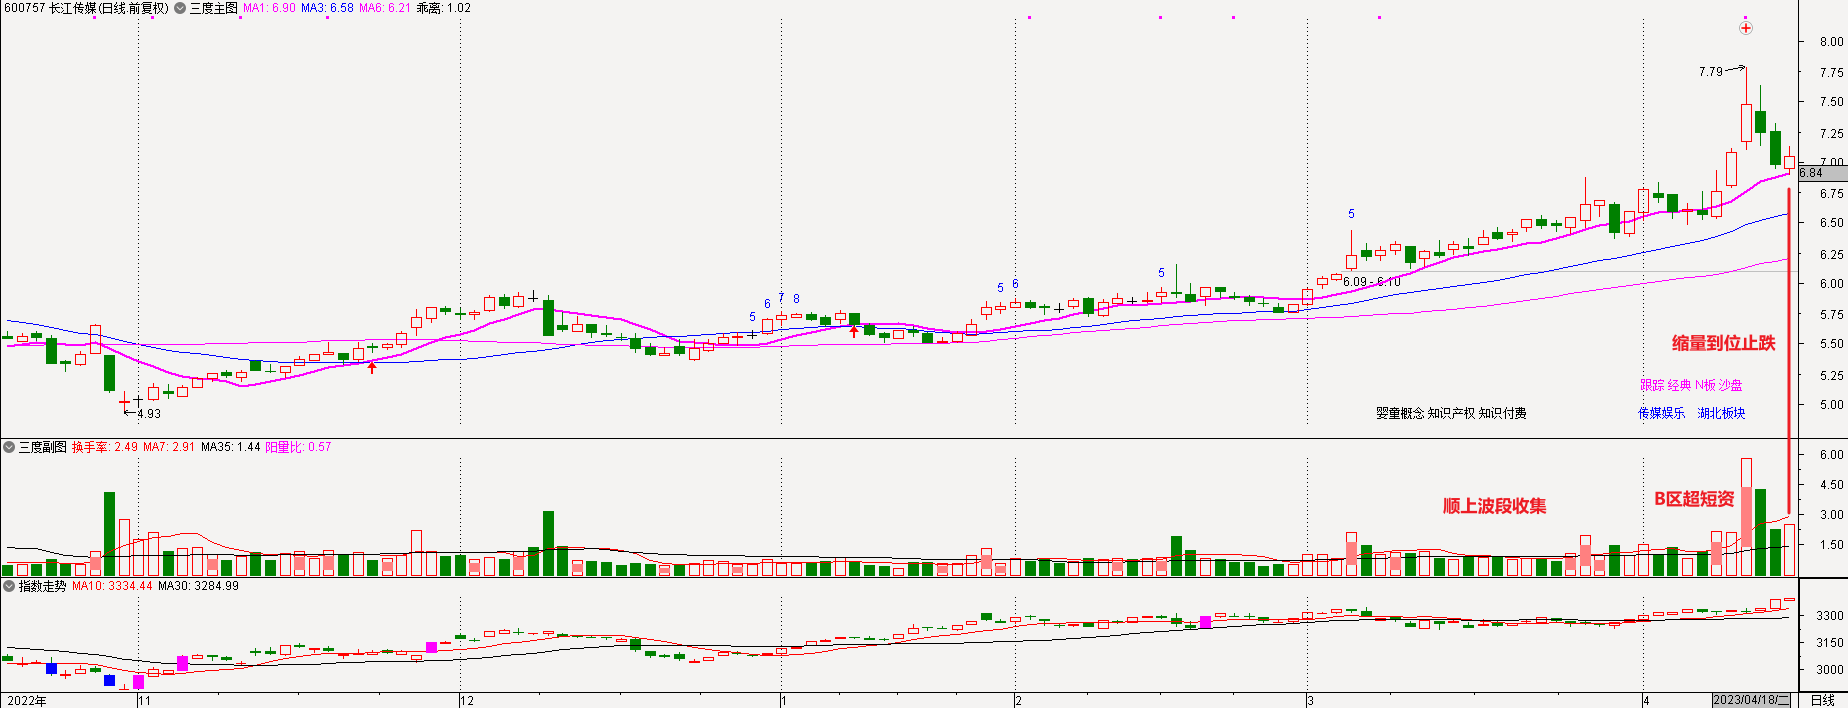 600757 长江传媒(日线.前复权) 三度主图 MA1: 6.90 MA3: 6.58 MA6: 6.21 乖离: 1.02
8.00
7.79
7.75
7.50
7.25
7.00
6.84
6.75
6.50
5
6.25
5 6 5
6.09 - 6.10
6.00
5 6 7 8
5.75
缩量到位止跌
5.50
5.25
跟踪 经典 N板 沙盘
4.93
婴童概念 知识产权 知识付费
传媒娱乐 湖北板块
5.00
三度副图 换手率: 2.49 MA7: 2.91 MA35: 1.44 阳量比: 0.57
6.00
4.50
顺上波段收集
B区超短资
3.00
1.50
指数走势 MA10: 3334.44 MA30: 3284.99
3300
3150
3000
2022年 11 12 1 2 3 4 2023/04/18/二 日线